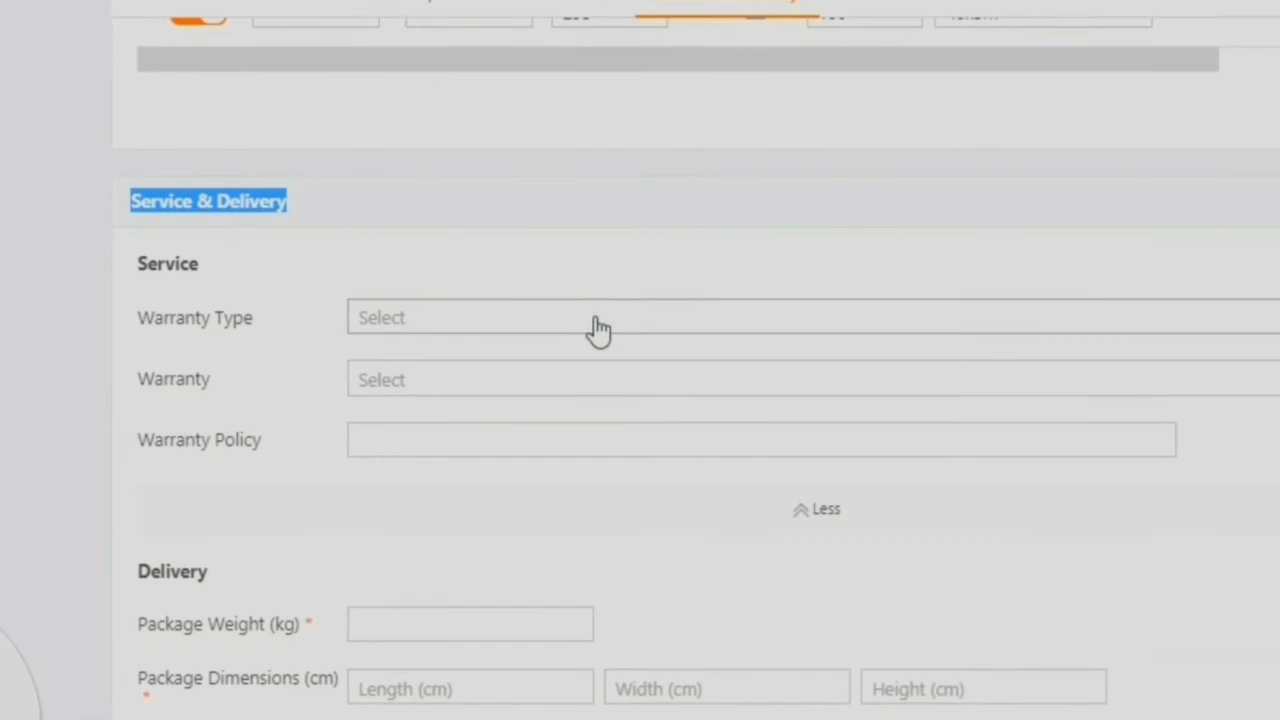 Service & Delivery
Service
Warranty Type Select
Warranty Select
Warranty Policy
Less
Delivery
Package Weight (kg) *
Package Dimensions (cm) * Length (cm) Width (cm) Height (cm)